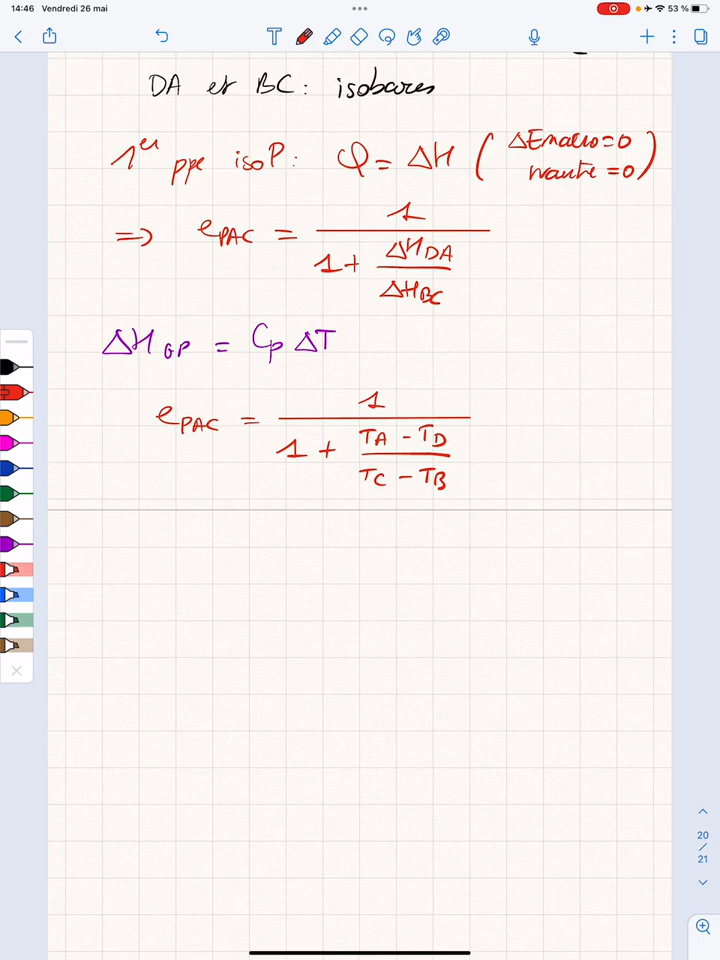 14:46 Vendredi 26 mai
53 %
DA et BC : isobares
1er ppe isoP : Q = ΔH ( ΔEmacro = 0
wautre = 0 )
=> ePAC = 1 / (1 + ΔHDA / ΔHBC)
ΔHGP = Cp ΔT
ePAC = 1 / (1 + (TA - TD) / (TC - TB))
20
/
21